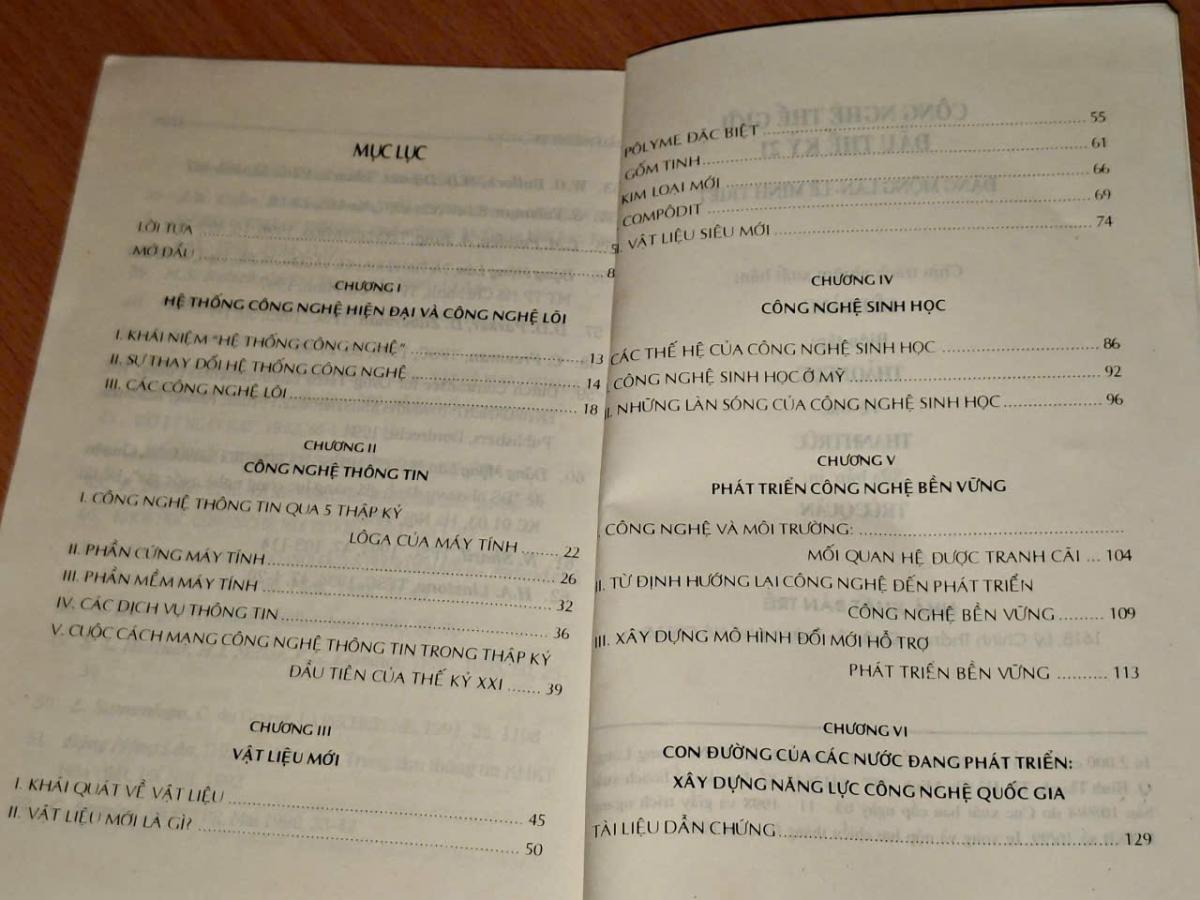 MỤC LỤC
LỜI TỰA ........ 5
MỞ ĐẦU ........ 8
CHƯƠNG I
HỆ THỐNG CÔNG NGHỆ HIỆN ĐẠI VÀ CÔNG NGHỆ LÕI
I. KHÁI NIỆM “HỆ THỐNG CÔNG NGHỆ” ........ 13
II. SỰ THAY ĐỔI HỆ THỐNG CÔNG NGHỆ ........ 14
III. CÁC CÔNG NGHỆ LÕI ........ 18
CHƯƠNG II
CÔNG NGHỆ THÔNG TIN
I. CÔNG NGHỆ THÔNG TIN QUA 5 THẬP KỶ
LÔGA CỦA MÁY TÍNH ........ 22
II. PHẦN CỨNG MÁY TÍNH ........ 26
III. PHẦN MỀM MÁY TÍNH ........ 32
IV. CÁC DỊCH VỤ THÔNG TIN ........ 36
V. CUỘC CÁCH MẠNG CÔNG NGHỆ THÔNG TIN TRONG THẬP KỶ
ĐẦU TIÊN CỦA THẾ KỶ XXI ........ 39
CHƯƠNG III
VẬT LIỆU MỚI
I. KHÁI QUÁT VỀ VẬT LIỆU ........ 45
II. VẬT LIỆU MỚI LÀ GÌ? ........ 50
PÔLYME ĐẶC BIỆT ........ 55
GỐM TINH ........ 61
KIM LOẠI MỚI ........ 66
COMPÔDIT ........ 69
VẬT LIỆU SIÊU MỚI ........ 74
CHƯƠNG IV
CÔNG NGHỆ SINH HỌC
CÁC THẾ HỆ CỦA CÔNG NGHỆ SINH HỌC ........ 86
CÔNG NGHỆ SINH HỌC Ở MỸ ........ 92
NHỮNG LÀN SÓNG CỦA CÔNG NGHỆ SINH HỌC ........ 96
CHƯƠNG V
PHÁT TRIỂN CÔNG NGHỆ BỀN VỮNG
CÔNG NGHỆ VÀ MÔI TRƯỜNG: ........
MỐI QUAN HỆ ĐƯỢC TRANH CÃI ... 104
II. TỪ ĐỊNH HƯỚNG LẠI CÔNG NGHỆ ĐẾN PHÁT TRIỂN
CÔNG NGHỆ BỀN VỮNG ........ 109
III. XÂY DỰNG MÔ HÌNH ĐỔI MỚI HỖ TRỢ
PHÁT TRIỂN BỀN VỮNG ........ 113
CHƯƠNG VI
CON ĐƯỜNG CỦA CÁC NƯỚC ĐANG PHÁT TRIỂN:
XÂY DỰNG NĂNG LỰC CÔNG NGHỆ QUỐC GIA
TÀI LIỆU DẪN CHỨNG ........ 129